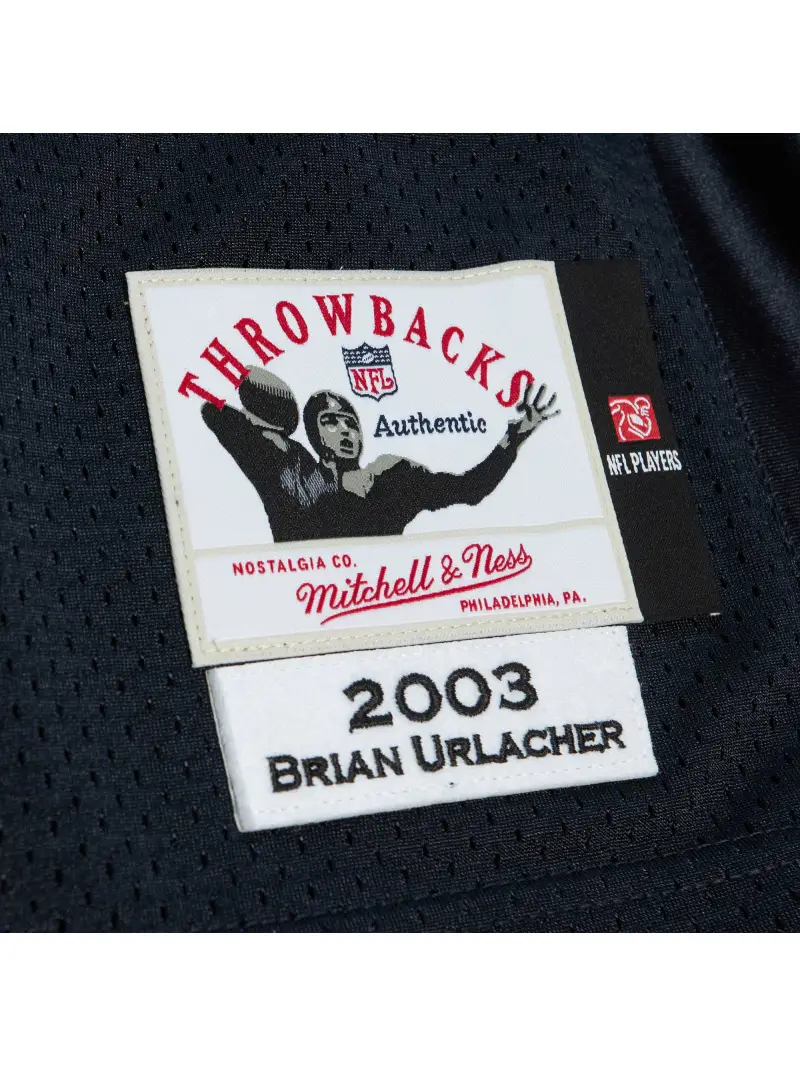 THROWBACKS
NFL
Authentic
NFL PLAYERS
NOSTALGIA CO.
Mitchell & Ness
PHILADELPHIA, PA.
2003
BRIAN URLACHER